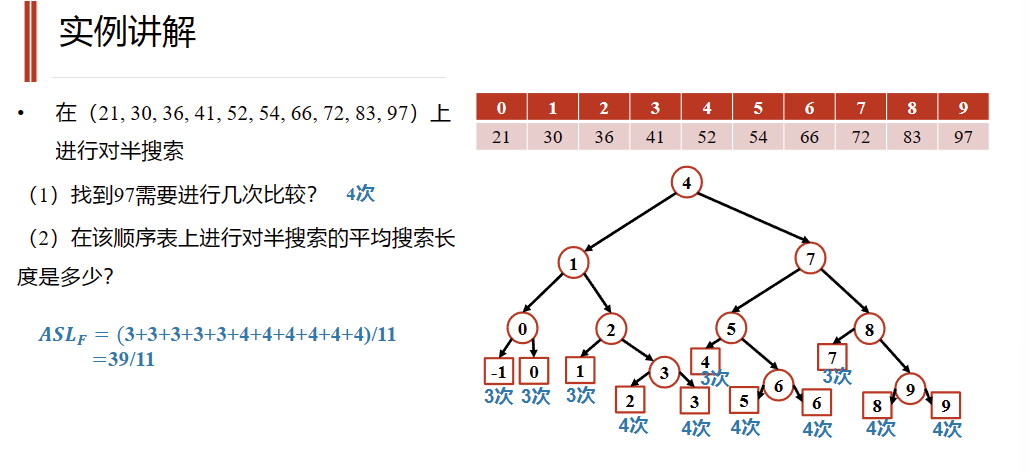 实例讲解
• 在（21, 30, 36, 41, 52, 54, 66, 72, 83, 97）上
进行对半搜索
（1）找到97需要进行几次比较？ 4次
（2）在该顺序表上进行对半搜索的平均搜索长
度是多少？
ASL_F = (3+3+3+3+3+4+4+4+4+4+4)/11
=39/11
0 1 2 3 4 5 6 7 8 9
21 30 36 41 52 54 66 72 83 97
4
1 7
0 2 5 8
-1 0 1 3 4 6 7 9
3次 3次 3次 3次 3次
2 3 5 6 8 9
4次 4次 4次 4次 4次 4次